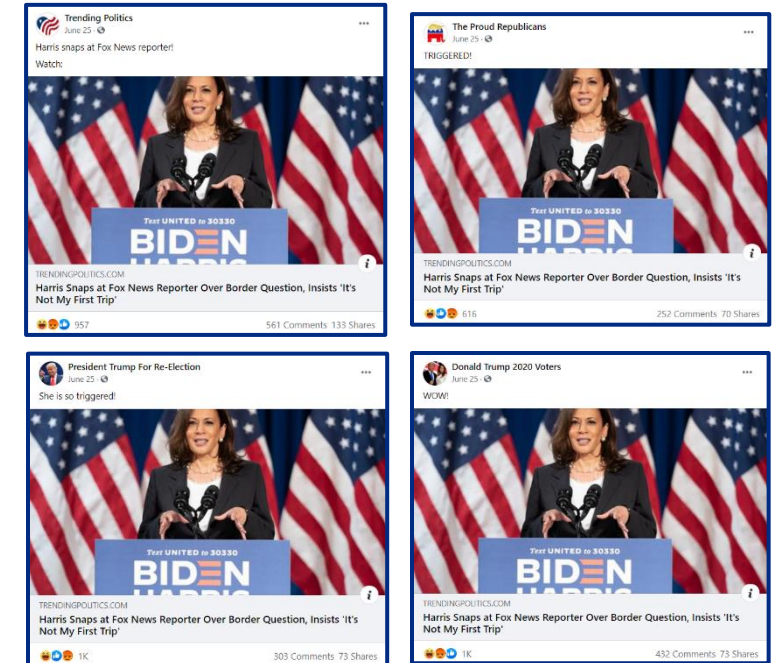 Trending Politics
June 25
Harris snaps at Fox News reporter!
Watch:
Text UNITED to 30330
BIDEN
HARRIS
TRENDINGPOLITICS.COM
Harris Snaps at Fox News Reporter Over Border Question, Insists 'It's
Not My First Trip'
957
561 Comments 133 Shares
The Proud Republicans
June 25
TRIGGERED!
Text UNITED to 30330
BIDEN
HARRIS
TRENDINGPOLITICS.COM
Harris Snaps at Fox News Reporter Over Border Question, Insists 'It's
Not My First Trip'
616
252 Comments 70 Shares
President Trump For Re-Election
June 25
She is so triggered!
Text UNITED to 30330
BIDEN
HARRIS
TRENDINGPOLITICS.COM
Harris Snaps at Fox News Reporter Over Border Question, Insists 'It's
Not My First Trip'
1K
303 Comments 73 Shares
Donald Trump 2020 Voters
June 25
WOW!
Text UNITED to 30330
BIDEN
HARRIS
TRENDINGPOLITICS.COM
Harris Snaps at Fox News Reporter Over Border Question, Insists 'It's
Not My First Trip'
1K
432 Comments 73 Shares